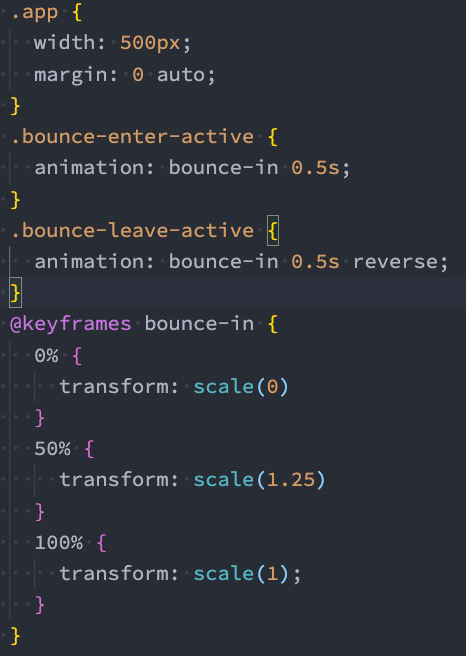 .app {
  width: 500px;
  margin: 0 auto;
}
.bounce-enter-active {
  animation: bounce-in 0.5s;
}
.bounce-leave-active {
  animation: bounce-in 0.5s reverse;
}
@keyframes bounce-in {
  0% {
    transform: scale(0)
  }
  50% {
    transform: scale(1.25)
  }
  100% {
    transform: scale(1);
  }
}